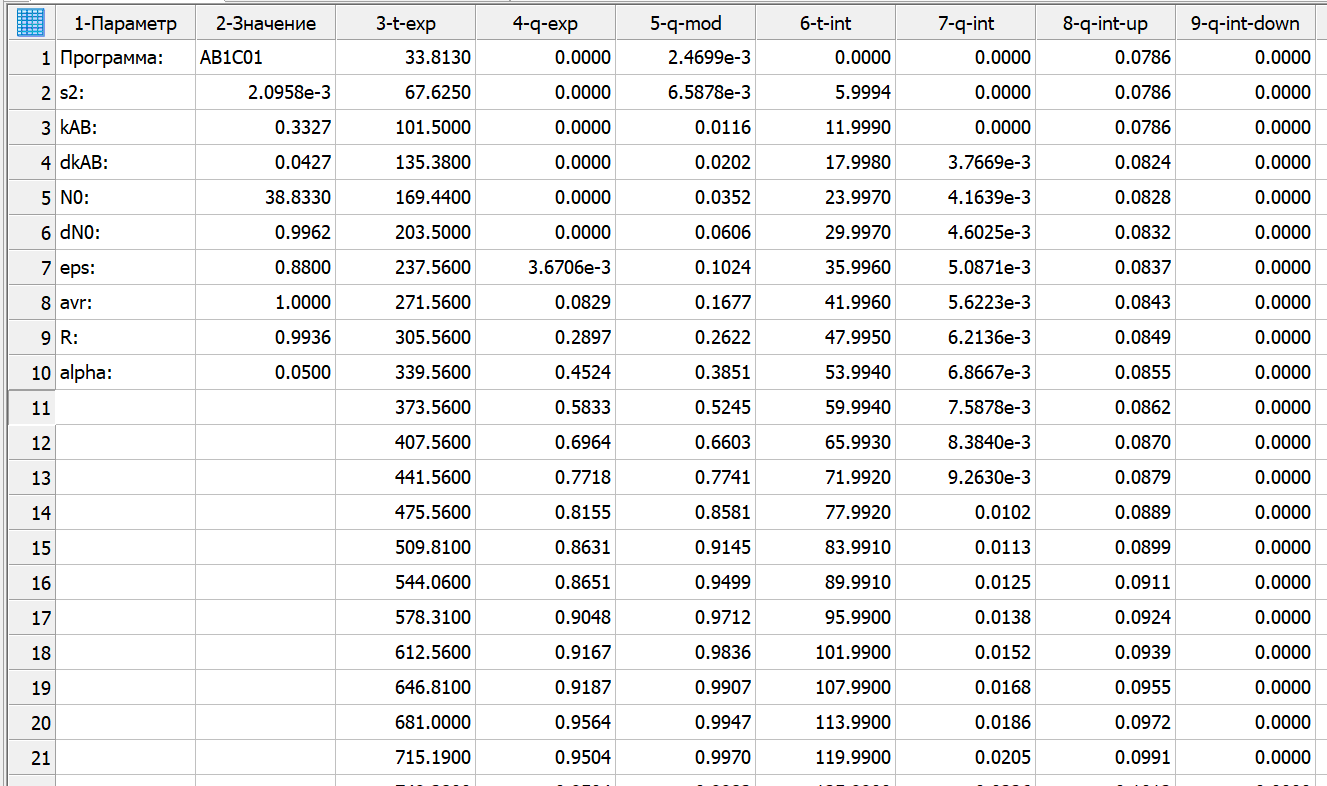 1-Параметр 2-Значение 3-t-exp 4-q-exp 5-q-mod 6-t-int 7-q-int 8-q-int-up 9-q-int-down
1 Программа: AB1C01 33.8130 0.0000 2.4699e-3 0.0000 0.0000 0.0786 0.0000
2 s2: 2.0958e-3 67.6250 0.0000 6.5878e-3 5.9994 0.0000 0.0786 0.0000
3 kAB: 0.3327 101.5000 0.0000 0.0116 11.9990 0.0000 0.0786 0.0000
4 dkAB: 0.0427 135.3800 0.0000 0.0202 17.9980 3.7669e-3 0.0824 0.0000
5 N0: 38.8330 169.4400 0.0000 0.0352 23.9970 4.1639e-3 0.0828 0.0000
6 dN0: 0.9962 203.5000 0.0000 0.0606 29.9970 4.6025e-3 0.0832 0.0000
7 eps: 0.8800 237.5600 3.6706e-3 0.1024 35.9960 5.0871e-3 0.0837 0.0000
8 avr: 1.0000 271.5600 0.0829 0.1677 41.9960 5.6223e-3 0.0843 0.0000
9 R: 0.9936 305.5600 0.2897 0.2622 47.9950 6.2136e-3 0.0849 0.0000
10 alpha: 0.0500 339.5600 0.4524 0.3851 53.9940 6.8667e-3 0.0855 0.0000
11 373.5600 0.5833 0.5245 59.9940 7.5878e-3 0.0862 0.0000
12 407.5600 0.6964 0.6603 65.9930 8.3840e-3 0.0870 0.0000
13 441.5600 0.7718 0.7741 71.9920 9.2630e-3 0.0879 0.0000
14 475.5600 0.8155 0.8581 77.9920 0.0102 0.0889 0.0000
15 509.8100 0.8631 0.9145 83.9910 0.0113 0.0899 0.0000
16 544.0600 0.8651 0.9499 89.9910 0.0125 0.0911 0.0000
17 578.3100 0.9048 0.9712 95.9900 0.0138 0.0924 0.0000
18 612.5600 0.9167 0.9836 101.9900 0.0152 0.0939 0.0000
19 646.8100 0.9187 0.9907 107.9900 0.0168 0.0955 0.0000
20 681.0000 0.9564 0.9947 113.9900 0.0186 0.0972 0.0000
21 715.1900 0.9504 0.9970 119.9900 0.0205 0.0991 0.0000